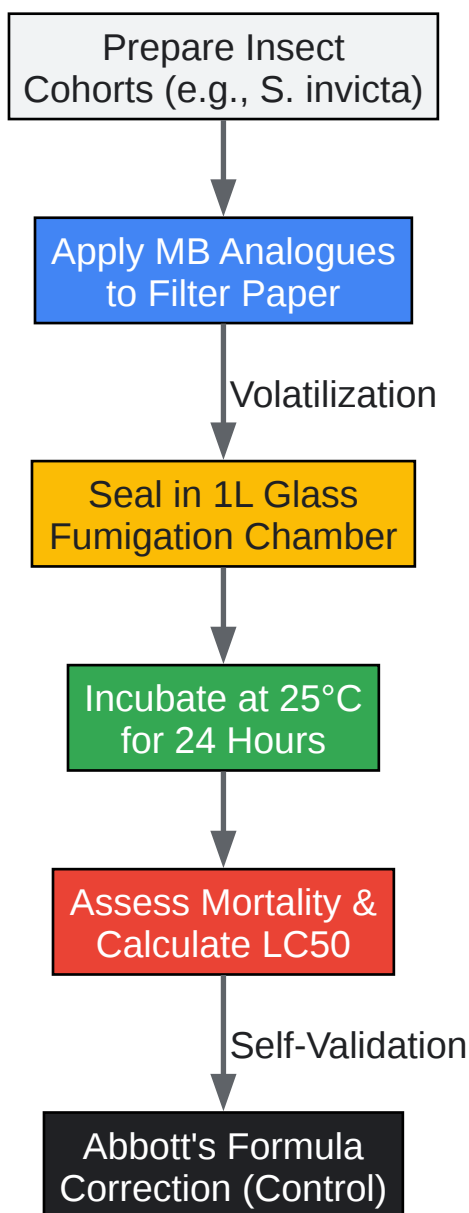 Prepare Insect
Cohorts (e.g., S. invicta)
Apply MB Analogues
to Filter Paper
Volatilization
Seal in 1L Glass
Fumigation Chamber
Incubate at 25°C
for 24 Hours
Assess Mortality &
Calculate LC50
Self-Validation
Abbott's Formula
Correction (Control)